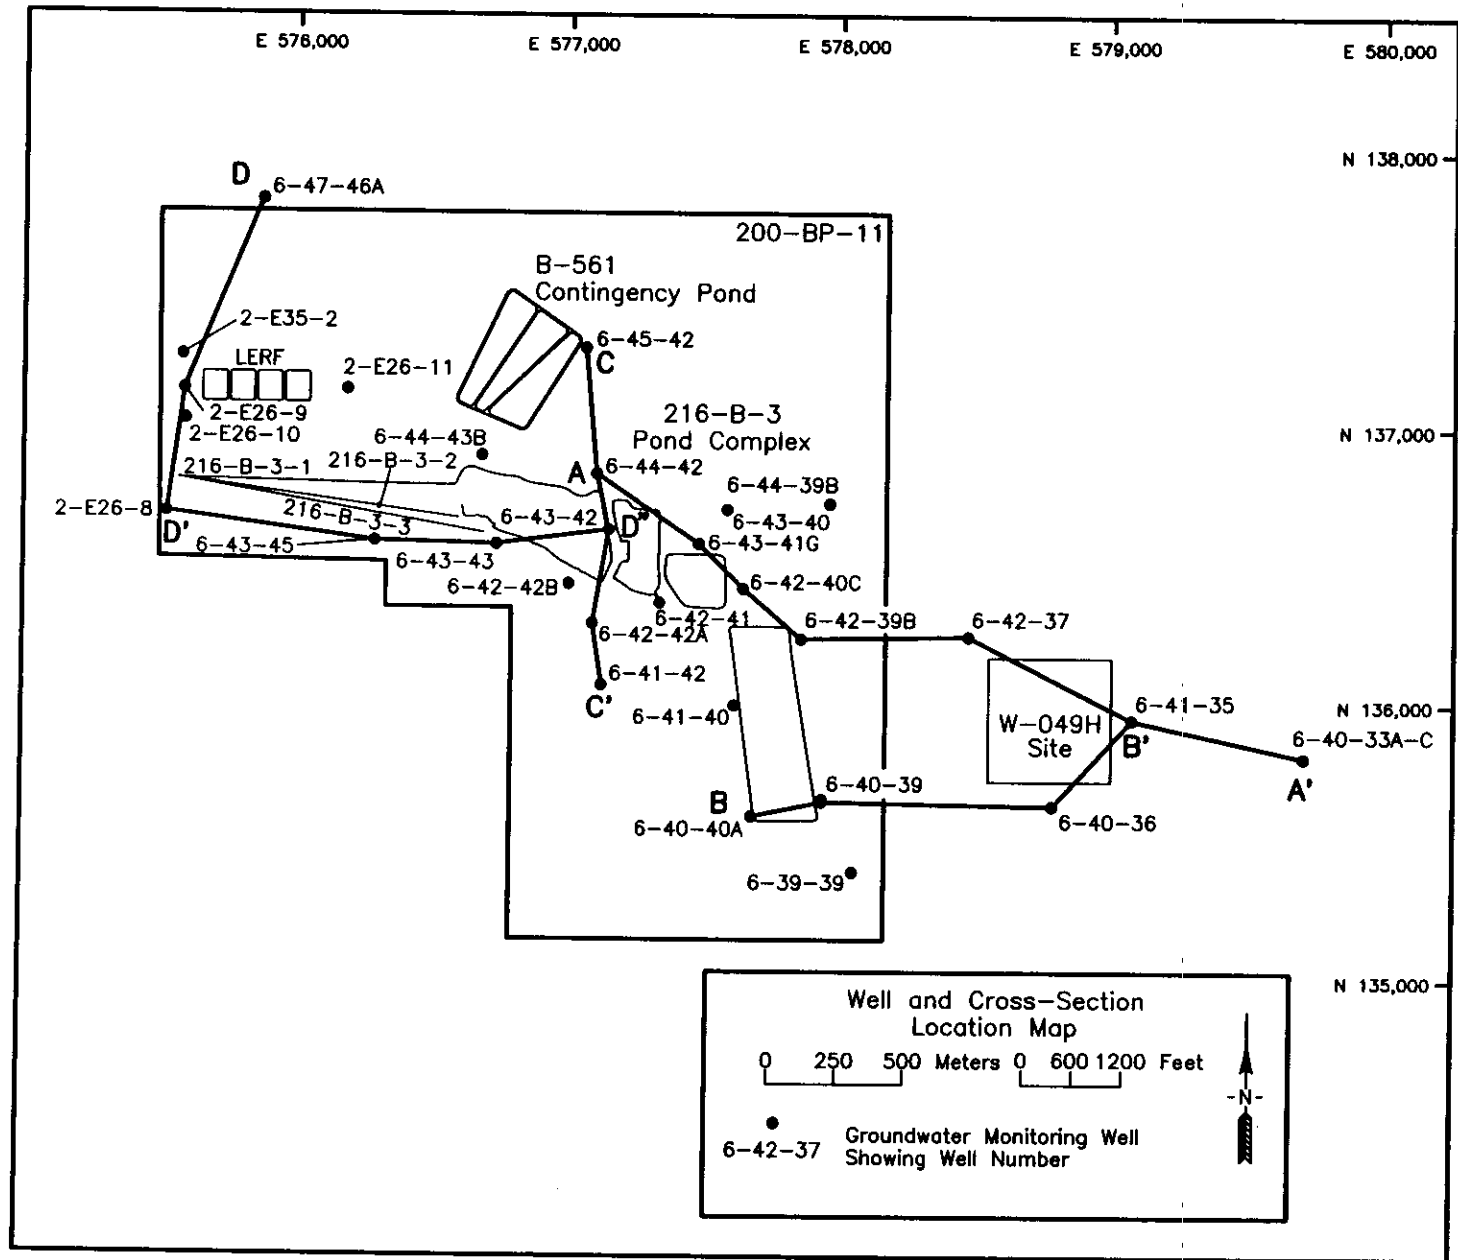 E 576,000
E 577,000
E 578,000
E 579,000
E 580,000
N 138,000
D
6-47-46A
200-BP-11
B-561
Contingency Pond
2-E35-2
6-45-42
C
LERF
2-E26-11
2-E26-9
2-E26-10
216-B-3
Pond Complex
N 137,000
6-44-43B
216-B-3-1
216-B-3-2
A
6-44-42
6-44-39B
2-E26-8
D'
216-B-3-3
6-43-42
D"
6-43-40
6-43-45
6-43-43
6-43-41G
6-42-42B
6-42-40C
6-42-41
6-42-39B
6-42-37
6-42-42A
6-41-42
C'
6-41-40
W-049H
Site
6-41-35
B'
N 136,000
6-40-33A-C
A'
B
6-40-39
6-40-40A
6-40-36
6-39-39
N 135,000
Well and Cross-Section
Location Map
0 250 500 Meters 0 600 1200 Feet
-N-
6-42-37
Groundwater Monitoring Well
Showing Well Number